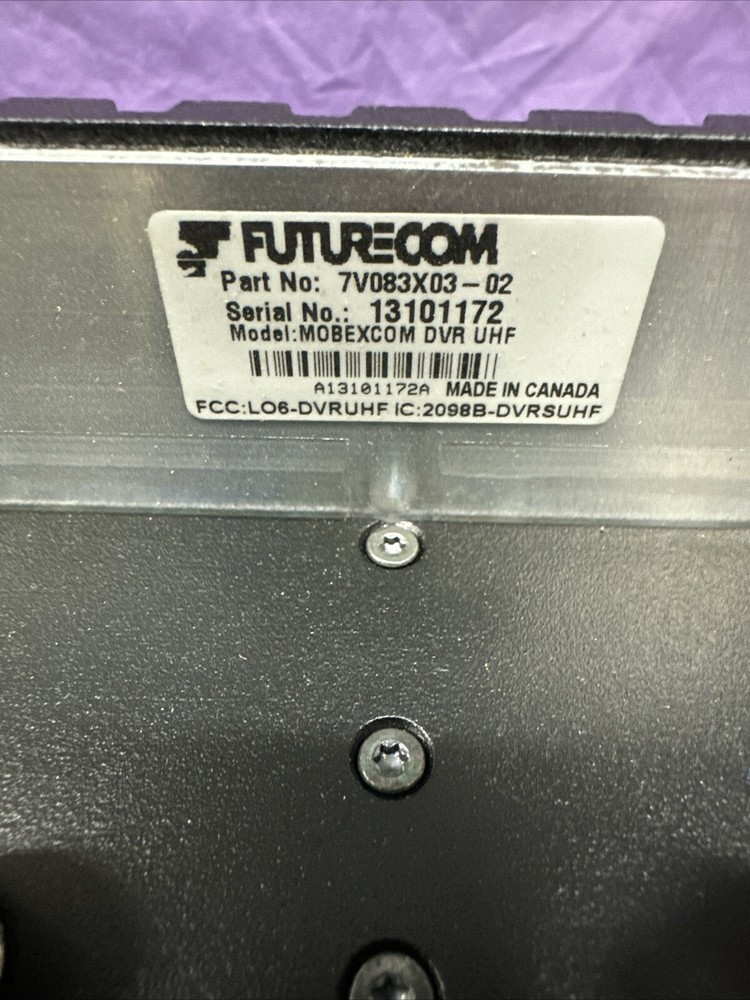 FUTURECOM
Part No: 7V083X03-02
Serial No.: 13101172
Model:MOBEXCOM DVR UHF
A13101172A MADE IN CANADA
FCC:LO6-DVRUHF IC:2098B-DVRSUHF